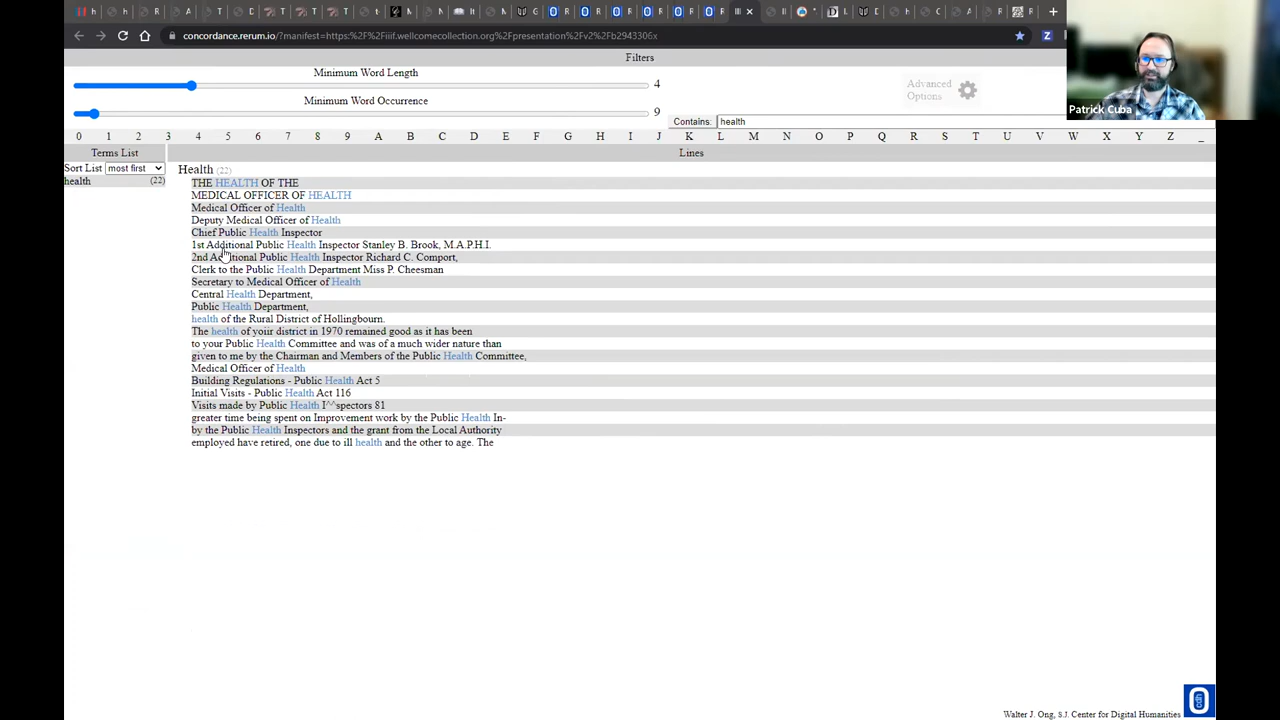 concordance.rerum.io/?manifest=https:%2F%2Fiiif.wellcomecollection.org%2Fpresentation%2Fv2%2Fb2943306x
Filters
Minimum Word Length
4
Minimum Word Occurrence
9
Advanced
Options
Patrick Cuba
Contains: health
0 1 2 3 4 5 6 7 8 9 A B C D E F G H I J K L M N O P Q R S T U V W X Y Z _
Terms List
Lines
Sort List most first
health (22)
Health (22)
THE HEALTH OF THE
MEDICAL OFFICER OF HEALTH
Medical Officer of Health
Deputy Medical Officer of Health
Chief Public Health Inspector
1st Additional Public Health Inspector Stanley B. Brook, M.A.P.H.I.
2nd Additional Public Health Inspector Richard C. Comport,
Clerk to the Public Health Department Miss P. Cheesman
Secretary to Medical Officer of Health
Central Health Department,
Public Health Department,
health of the Rural District of Hollingbourn.
The health of yoiir district in 1970 remained good as it has been
to your Public Health Committee and was of a much wider nature than
given to me by the Chairman and Members of the Public Health Committee,
Medical Officer of Health
Building Regulations - Public Health Act 5
Initial Visits - Public Health Act 116
Visits made by Public Health I^^spectors 81
greater time being spent on Improvement work by the Public Health In-
by the Public Health Inspectors and the grant from the Local Authority
employed have retired, one due to ill health and the other to age. The
Walter J. Ong, S.J. Center for Digital Humanities
cdh